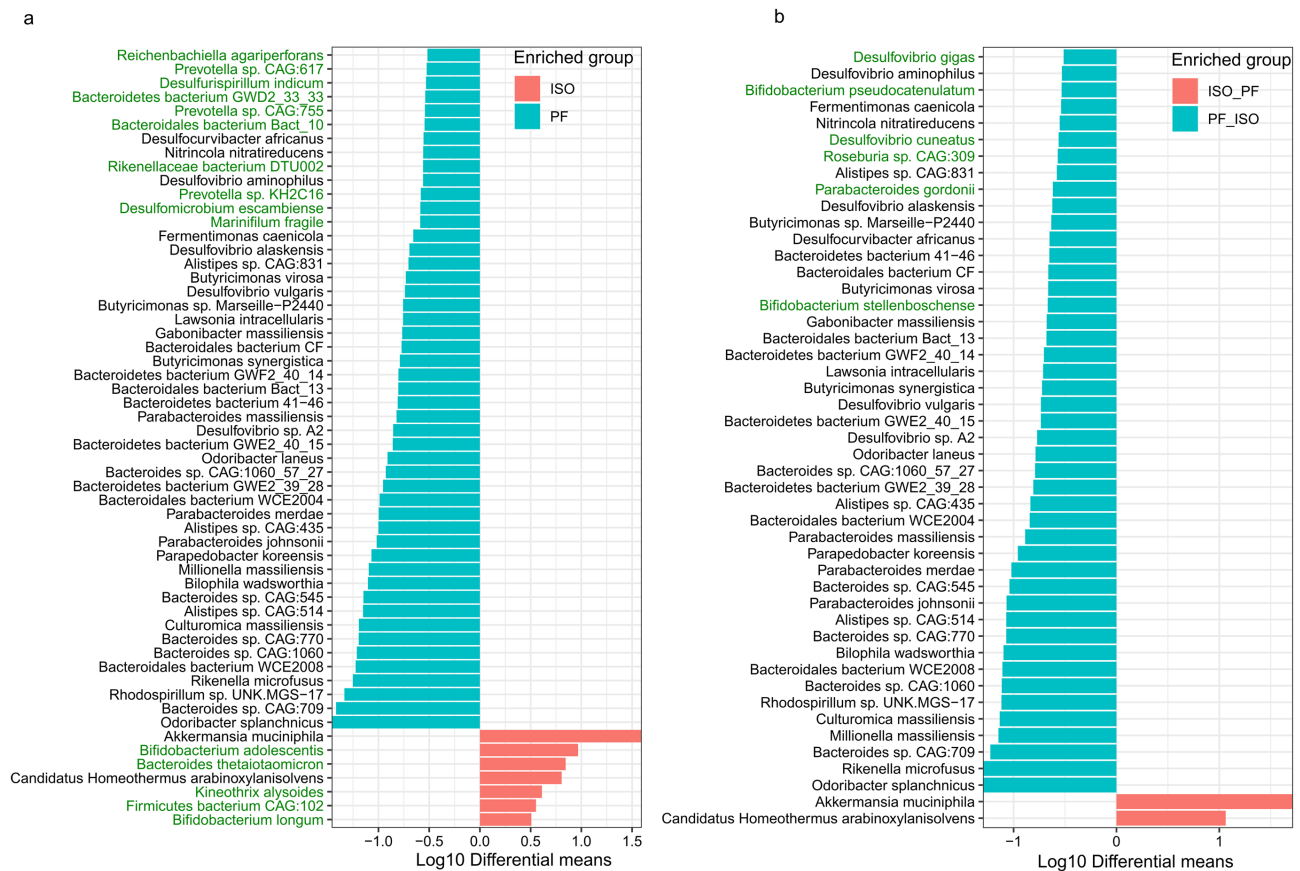 a
Reichenbachiella agariperforans
Prevotella sp. CAG:617
Desulfurispirillum indicum
Bacteroidetes bacterium GWD2_33_33
Prevotella sp. CAG:755
Bacteroidales bacterium Bact_10
Desulfocurvibacter africanus
Nitrincola nitratireducens
Rikenellaceae bacterium DTU002
Desulfovibrio aminophilus
Prevotella sp. KH2C16
Desulfomicrobium escambiense
Marinifilum fragile
Fermentimonas caenicola
Desulfovibrio alaskensis
Alistipes sp. CAG:831
Butyricimonas virosa
Desulfovibrio vulgaris
Butyricimonas sp. Marseille−P2440
Lawsonia intracellularis
Gabonibacter massiliensis
Bacteroidales bacterium CF
Butyricimonas synergistica
Bacteroidetes bacterium GWF2_40_14
Bacteroidales bacterium Bact_13
Bacteroidetes bacterium 41−46
Parabacteroides massiliensis
Desulfovibrio sp. A2
Bacteroidetes bacterium GWE2_40_15
Odoribacter laneus
Bacteroides sp. CAG:1060_57_27
Bacteroidetes bacterium GWE2_39_28
Bacteroidales bacterium WCE2004
Parabacteroides merdae
Alistipes sp. CAG:435
Parabacteroides johnsonii
Parapedobacter koreensis
Millionella massiliensis
Bilophila wadsworthia
Bacteroides sp. CAG:545
Alistipes sp. CAG:514
Culturomica massiliensis
Bacteroides sp. CAG:770
Bacteroides sp. CAG:1060
Bacteroidales bacterium WCE2008
Rikenella microfusus
Rhodospirillum sp. UNK.MGS−17
Bacteroides sp. CAG:709
Odoribacter splanchnicus
Akkermansia muciniphila
Bifidobacterium adolescentis
Bacteroides thetaiotaomicron
Candidatus Homeothermus arabinoxylanisolvens
Kineothrix alysoides
Firmicutes bacterium CAG:102
Bifidobacterium longum
Enriched group
ISO
PF
−1.0 −0.5 0.0 0.5 1.0 1.5
Log10 Differential means
b
Desulfovibrio gigas
Desulfovibrio aminophilus
Bifidobacterium pseudocatenulatum
Fermentimonas caenicola
Nitrincola nitratireducens
Desulfovibrio cuneatus
Roseburia sp. CAG:309
Alistipes sp. CAG:831
Parabacteroides gordonii
Desulfovibrio alaskensis
Butyricimonas sp. Marseille−P2440
Desulfocurvibacter africanus
Bacteroidetes bacterium 41−46
Bacteroidales bacterium CF
Butyricimonas virosa
Bifidobacterium stellenboschense
Gabonibacter massiliensis
Bacteroidales bacterium Bact_13
Bacteroidetes bacterium GWF2_40_14
Lawsonia intracellularis
Butyricimonas synergistica
Desulfovibrio vulgaris
Bacteroidetes bacterium GWE2_40_15
Desulfovibrio sp. A2
Odoribacter laneus
Bacteroides sp. CAG:1060_57_27
Bacteroidetes bacterium GWE2_39_28
Alistipes sp. CAG:435
Bacteroidales bacterium WCE2004
Parabacteroides massiliensis
Parapedobacter koreensis
Parabacteroides merdae
Bacteroides sp. CAG:545
Parabacteroides johnsonii
Alistipes sp. CAG:514
Bacteroides sp. CAG:770
Bilophila wadsworthia
Bacteroidales bacterium WCE2008
Bacteroides sp. CAG:1060
Rhodospirillum sp. UNK.MGS−17
Culturomica massiliensis
Millionella massiliensis
Bacteroides sp. CAG:709
Rikenella microfusus
Odoribacter splanchnicus
Akkermansia muciniphila
Candidatus Homeothermus arabinoxylanisolvens
Enriched group
ISO_PF
PF_ISO
−1 0 1
Log10 Differential means